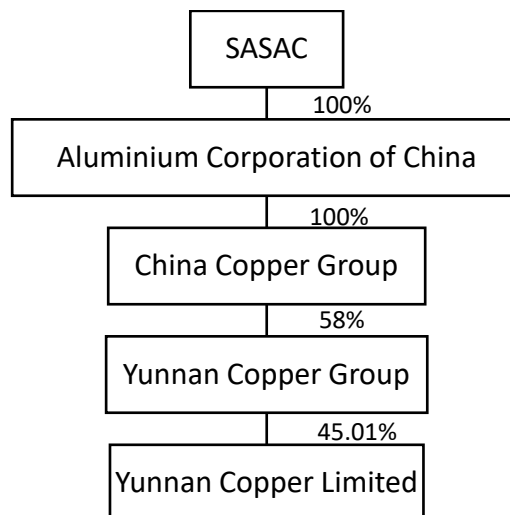 SASAC
100%
Aluminium Corporation of China
100%
China Copper Group
58%
Yunnan Copper Group
45.01%
Yunnan Copper Limited